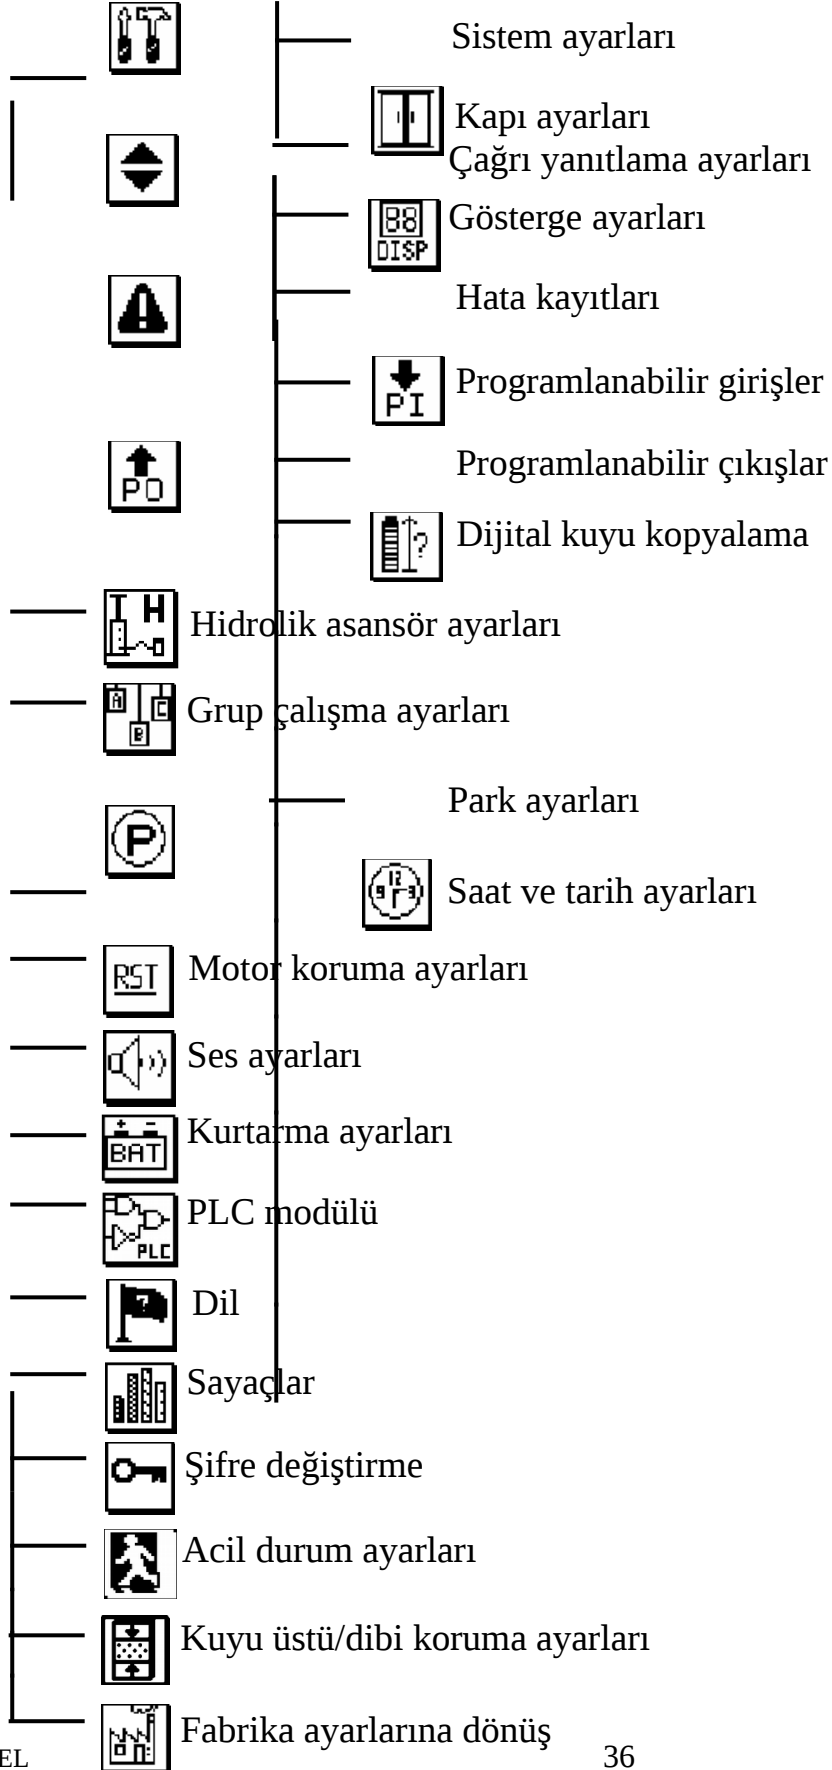 Sistem ayarları
Kapı ayarları
Çağrı yanıtlama ayarları
88
DISP
Gösterge ayarları
Hata kayıtları
PI
Programlanabilir girişler
PO
Programlanabilir çıkışlar
?
Dijital kuyu kopyalama
T H
Hidrolik asansör ayarları
A B C
Grup çalışma ayarları
Park ayarları
P
12 9 3
Saat ve tarih ayarları
RST
Motor koruma ayarları
Ses ayarları
+ -
BAT
Kurtarma ayarları
PLC
PLC modülü
?
Dil
Sayaçlar
Şifre değiştirme
Acil durum ayarları
Kuyu üstü/dibi koruma ayarları
Fabrika ayarlarına dönüş
EL 36